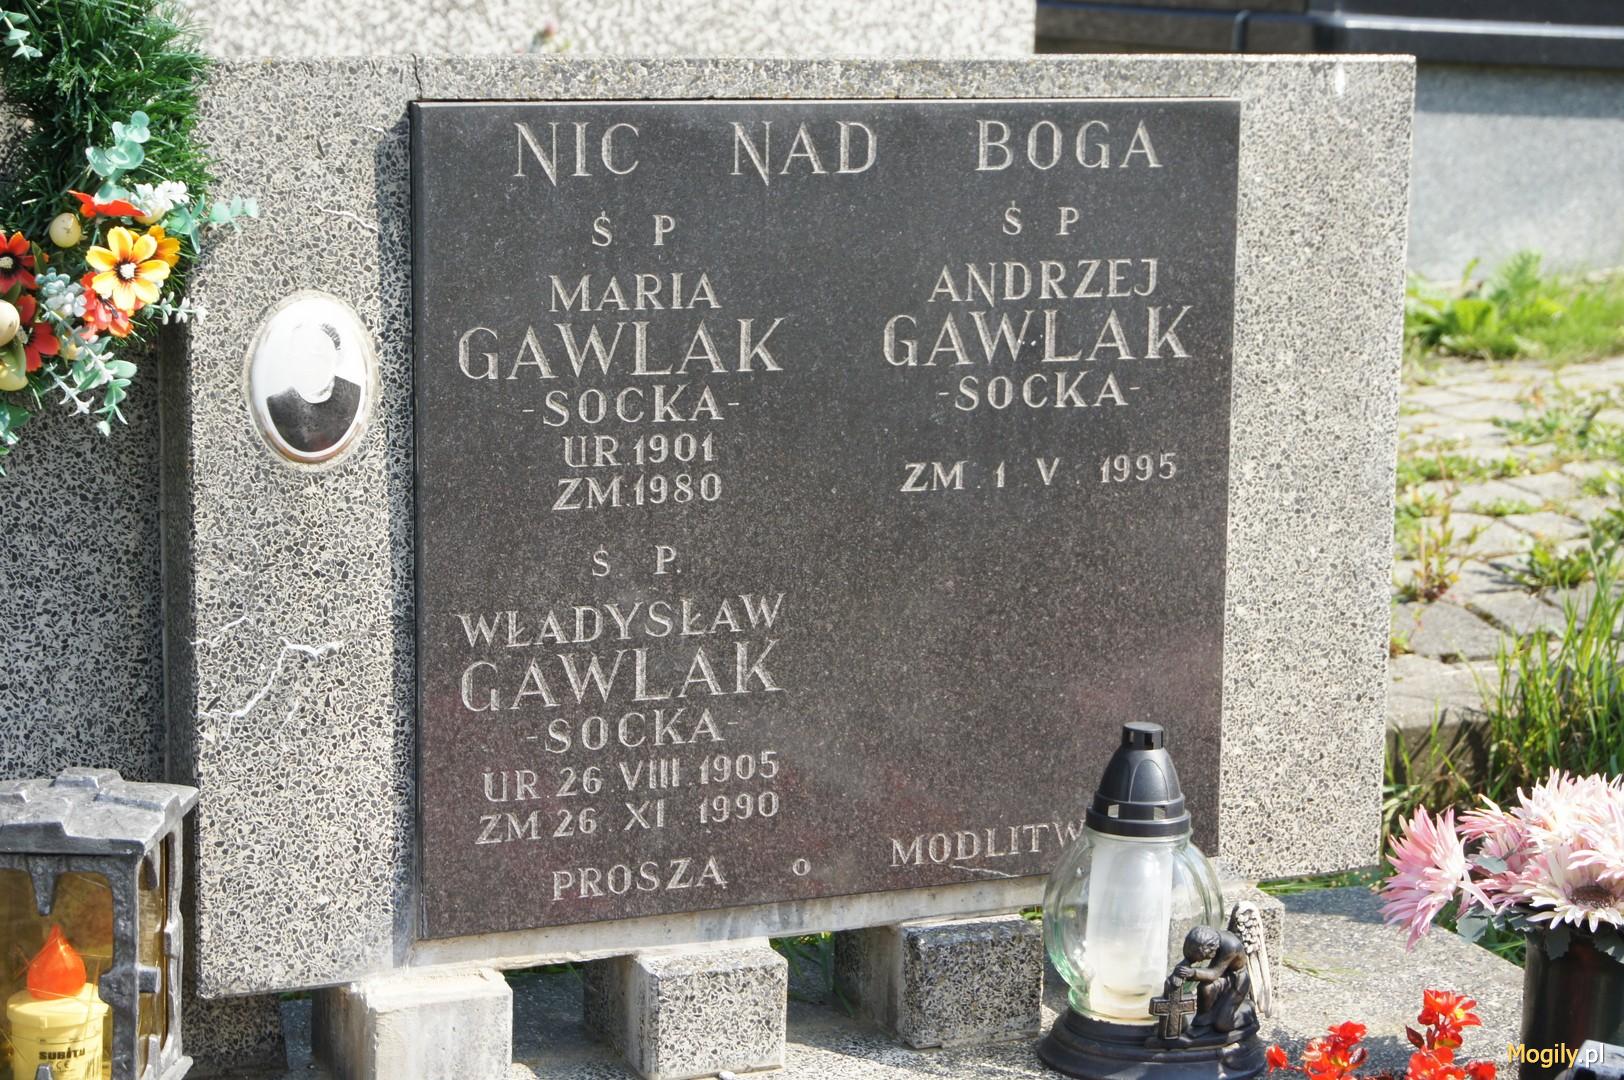 NIC NAD BOGA
Ś P
MARIA
GAWLAK
-SOCKA-
UR.1901
ZM.1980
Ś P
ANDRZEJ
GAWLAK
-SOCKA-
ZM. 1 V. 1995
Ś P.
WŁADYSŁAW
GAWLAK
-SOCKA-
UR 26 VIII.1905
ZM 26. XI 1990
PROSZĄ o
SUBITO
Mogily.pl